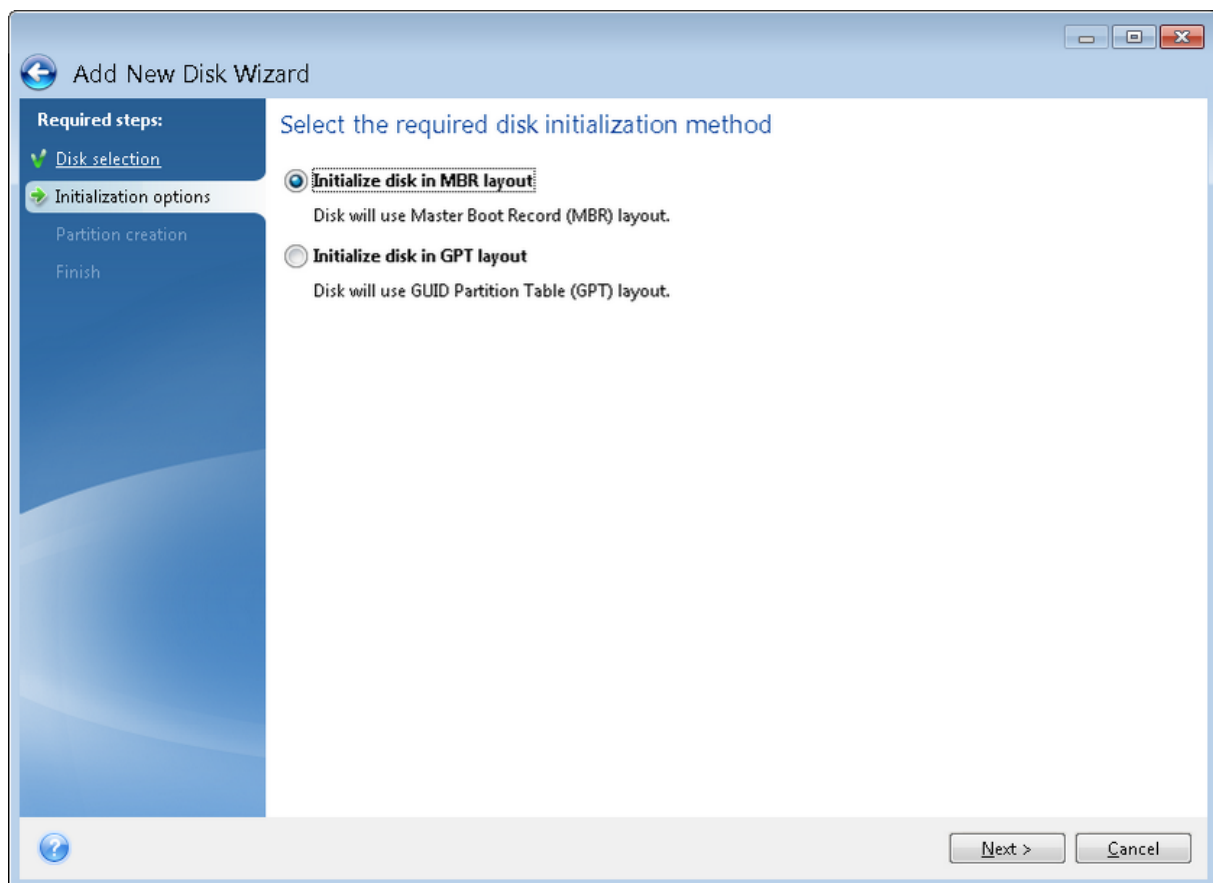 Add New Disk Wizard
Required steps:
Disk selection
Initialization options
Partition creation
Finish
Select the required disk initialization method
Initialize disk in MBR layout
Disk will use Master Boot Record (MBR) layout.
Initialize disk in GPT layout
Disk will use GUID Partition Table (GPT) layout.
?
Next >
Cancel